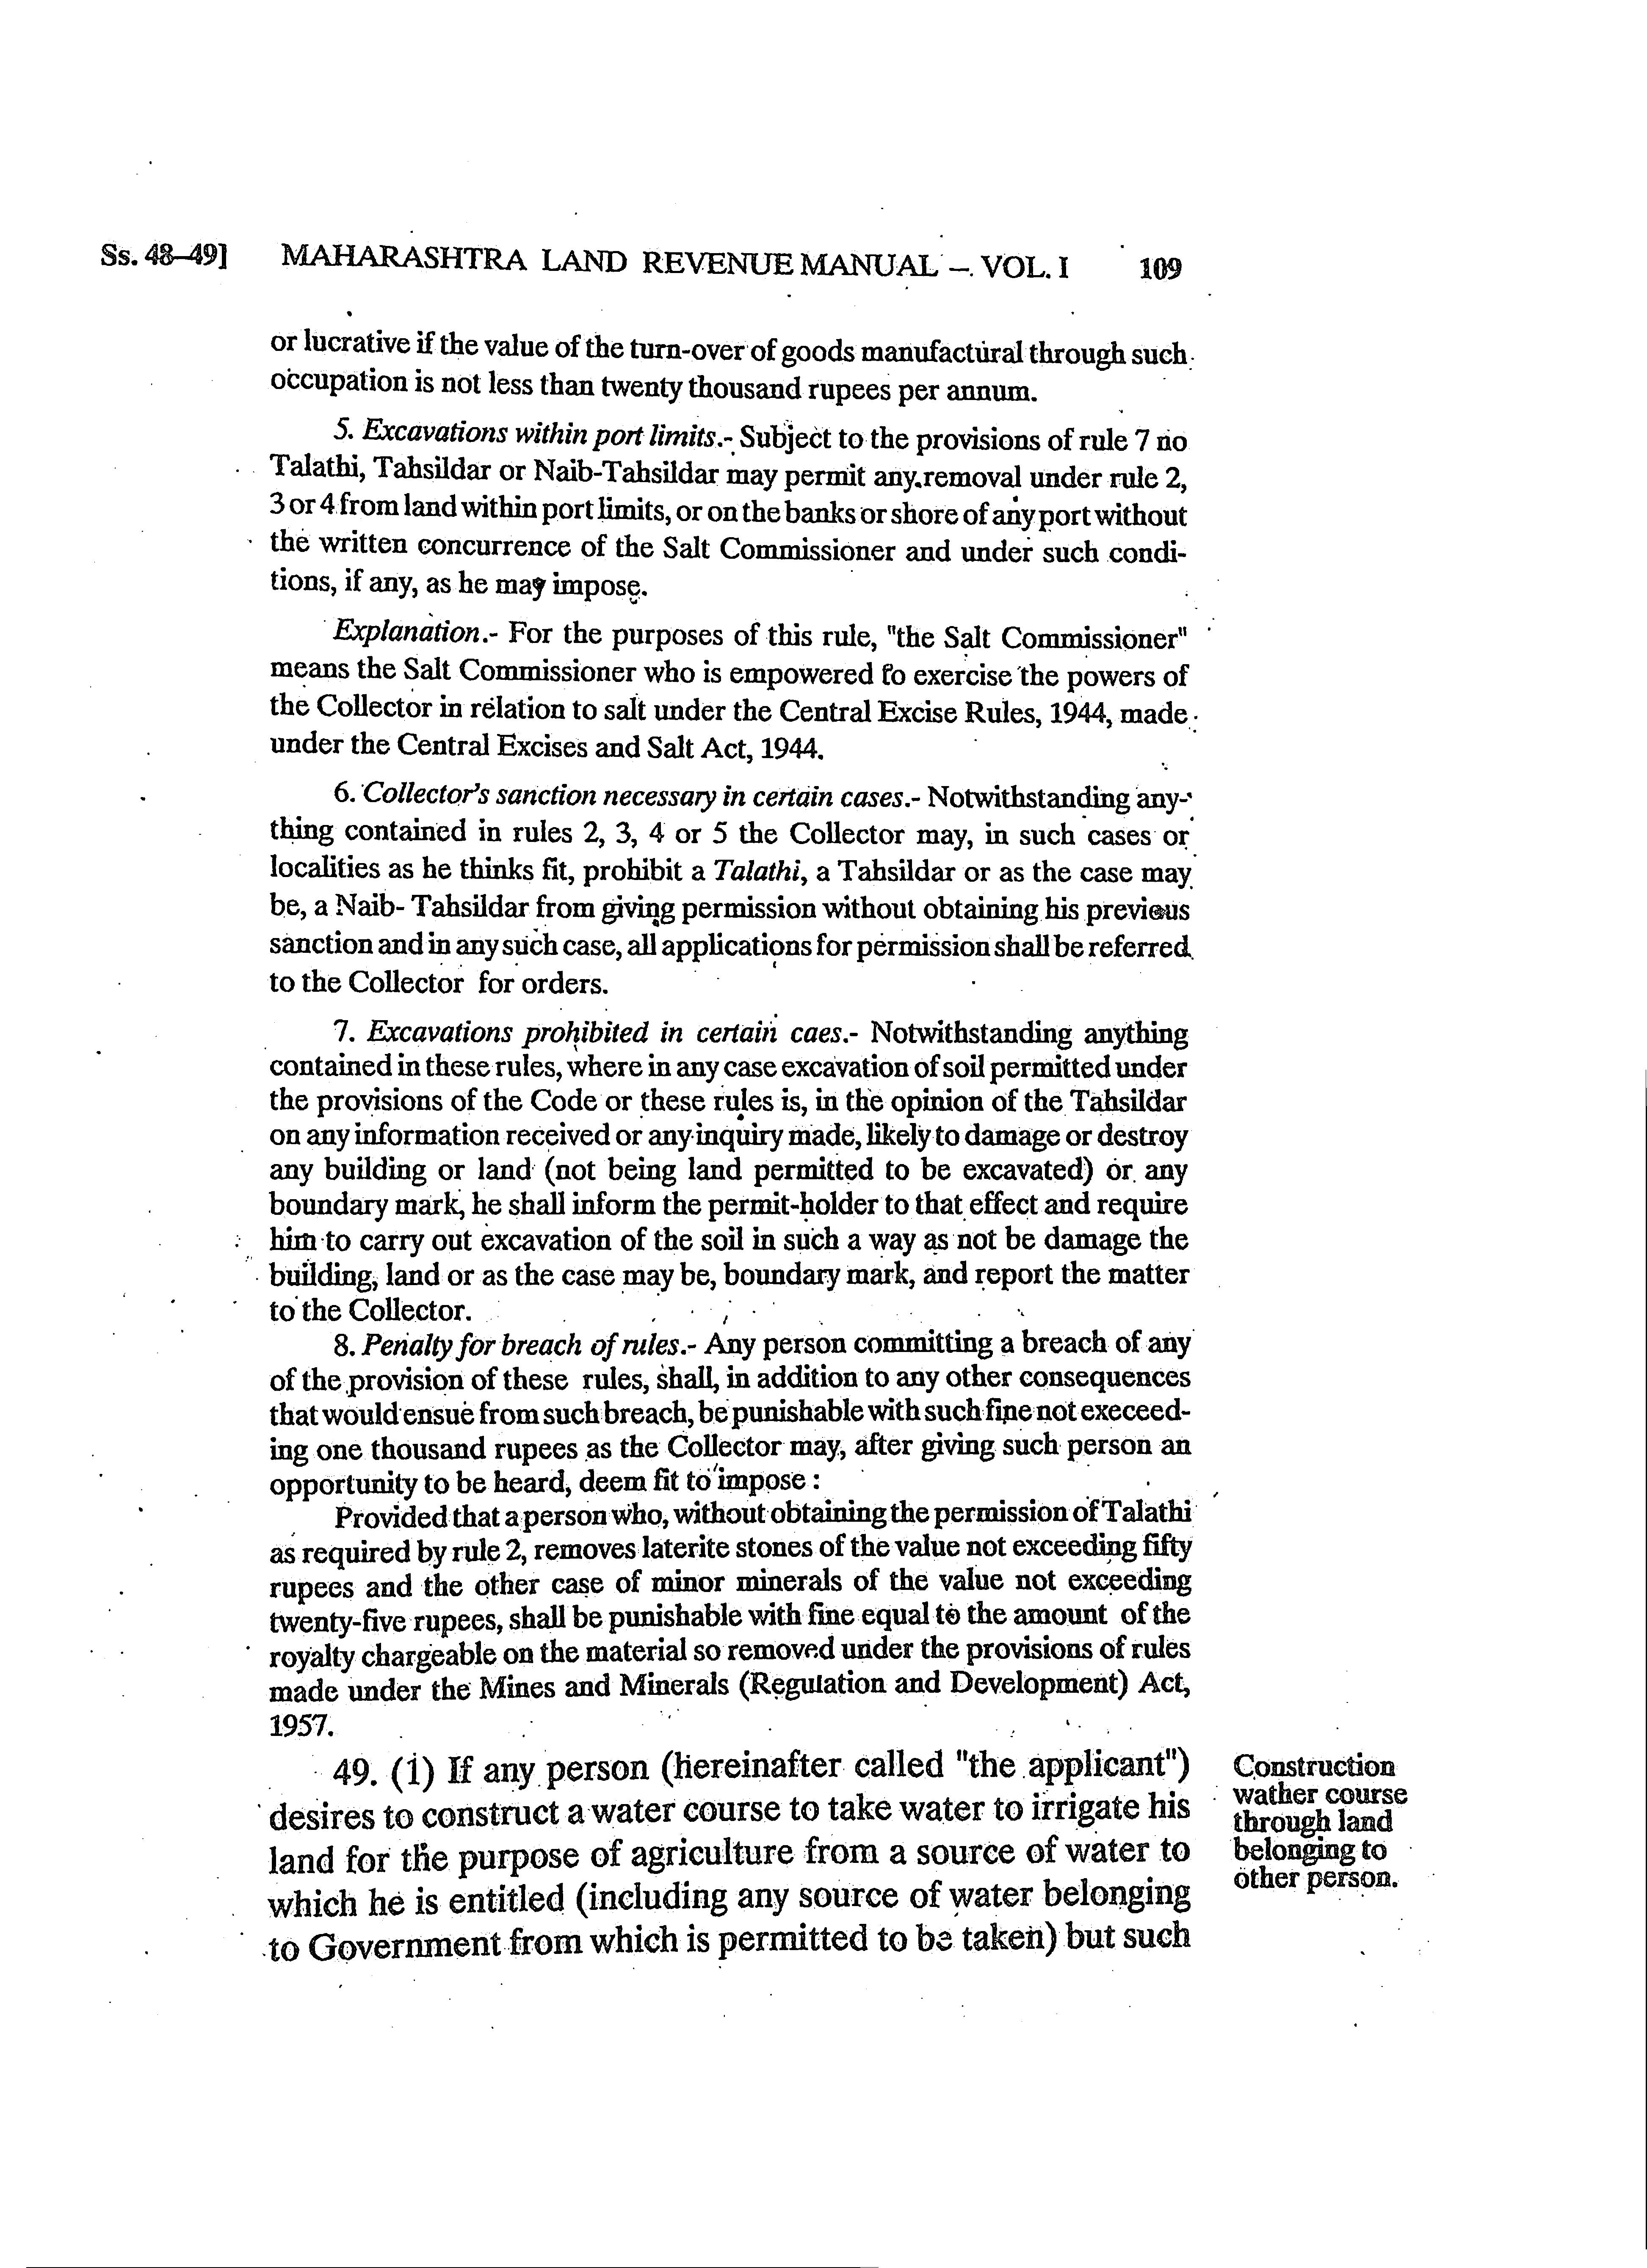 Ss. 48–49] MAHARASHTRA LAND REVENUE MANUAL – VOL. I 109
or lucrative if the value of the turn-over of goods manufactural through such
occupation is not less than twenty thousand rupees per annum.
5. Excavations within port limits.- Subject to the provisions of rule 7 no
Talathi, Tahsildar or Naib-Tahsildar may permit any removal under rule 2,
3 or 4 from land within port limits, or on the banks or shore of any port without
the written concurrence of the Salt Commissioner and under such condi-
tions, if any, as he may impose.
Explanation.- For the purposes of this rule, "the Salt Commissioner"
means the Salt Commissioner who is empowered to exercise the powers of
the Collector in relation to salt under the Central Excise Rules, 1944, made
under the Central Excises and Salt Act, 1944.
6. Collector's sanction necessary in certain cases.- Notwithstanding any-
thing contained in rules 2, 3, 4 or 5 the Collector may, in such cases or
localities as he thinks fit, prohibit a Talathi, a Tahsildar or as the case may
be, a Naib- Tahsildar from giving permission without obtaining his previous
sanction and in any such case, all applications for permission shall be referred
to the Collector for orders.
7. Excavations prohibited in certain caes.- Notwithstanding anything
contained in these rules, where in any case excavation of soil permitted under
the provisions of the Code or these rules is, in the opinion of the Tahsildar
on any information received or any inquiry made, likely to damage or destroy
any building or land (not being land permitted to be excavated) or any
boundary mark, he shall inform the permit-holder to that effect and require
him to carry out excavation of the soil in such a way as not be damage the
building, land or as the case may be, boundary mark, and report the matter
to the Collector.
8. Penalty for breach of rules.- Any person committing a breach of any
of the provision of these rules, shall, in addition to any other consequences
that would ensue from such breach, be punishable with such fine not execeed-
ing one thousand rupees as the Collector may, after giving such person an
opportunity to be heard, deem fit to impose :
Provided that a person who, without obtaining the permission of Talathi
as required by rule 2, removes laterite stones of the value not exceeding fifty
rupees and the other case of minor minerals of the value not exceeding
twenty-five rupees, shall be punishable with fine equal to the amount of the
royalty chargeable on the material so removed under the provisions of rules
made under the Mines and Minerals (Regulation and Development) Act,
1957.
49. (1) If any person (hereinafter called "the applicant")
desires to construct a water course to take water to irrigate his
land for the purpose of agriculture from a source of water to
which he is entitled (including any source of water belonging
to Government from which is permitted to be taken) but such
Construction
wather course
through land
belonging to
other person.